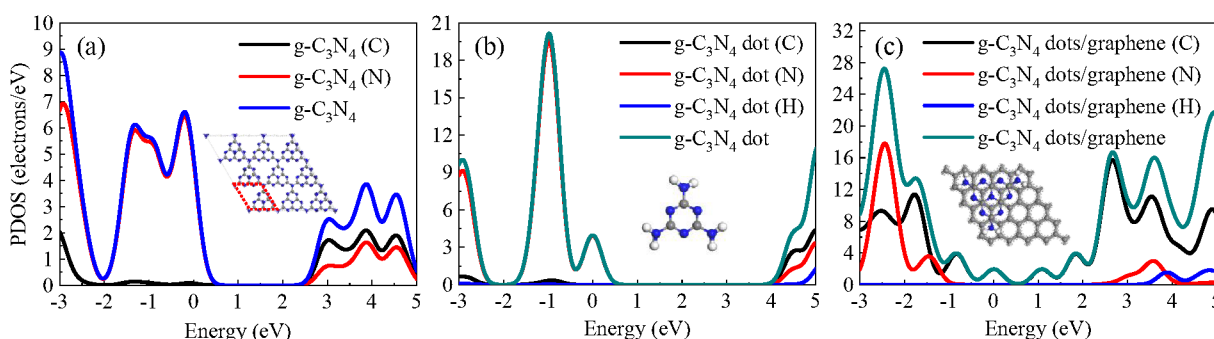 PDOS (electrons/eV)
10
9
8
7
6
5
4
3
2
1
0
(a)
g-C₃N₄ (C)
g-C₃N₄ (N)
g-C₃N₄
-3 -2 -1 0 1 2 3 4 5
Energy (eV)
21
18
15
12
9
6
3
0
(b)
g-C₃N₄ dot (C)
g-C₃N₄ dot (N)
g-C₃N₄ dot (H)
g-C₃N₄ dot
-3 -2 -1 0 1 2 3 4 5
Energy (eV)
32
28
24
20
16
12
8
4
0
(c)
g-C₃N₄ dots/graphene (C)
g-C₃N₄ dots/graphene (N)
g-C₃N₄ dots/graphene (H)
g-C₃N₄ dots/graphene
-3 -2 -1 0 1 2 3 4 5
Energy (eV)